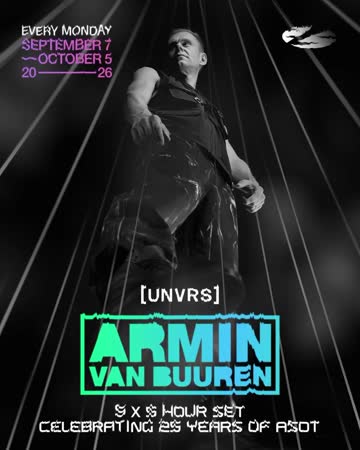 EVERY MONDAY
SEPTEMBER 7
~OCTOBER 5
20 — 26
[UNVRS]
ARMIN
VAN BUUREN
5 X 5 HOUR SET
CELEBRATING 25 YEARS OF ASOT